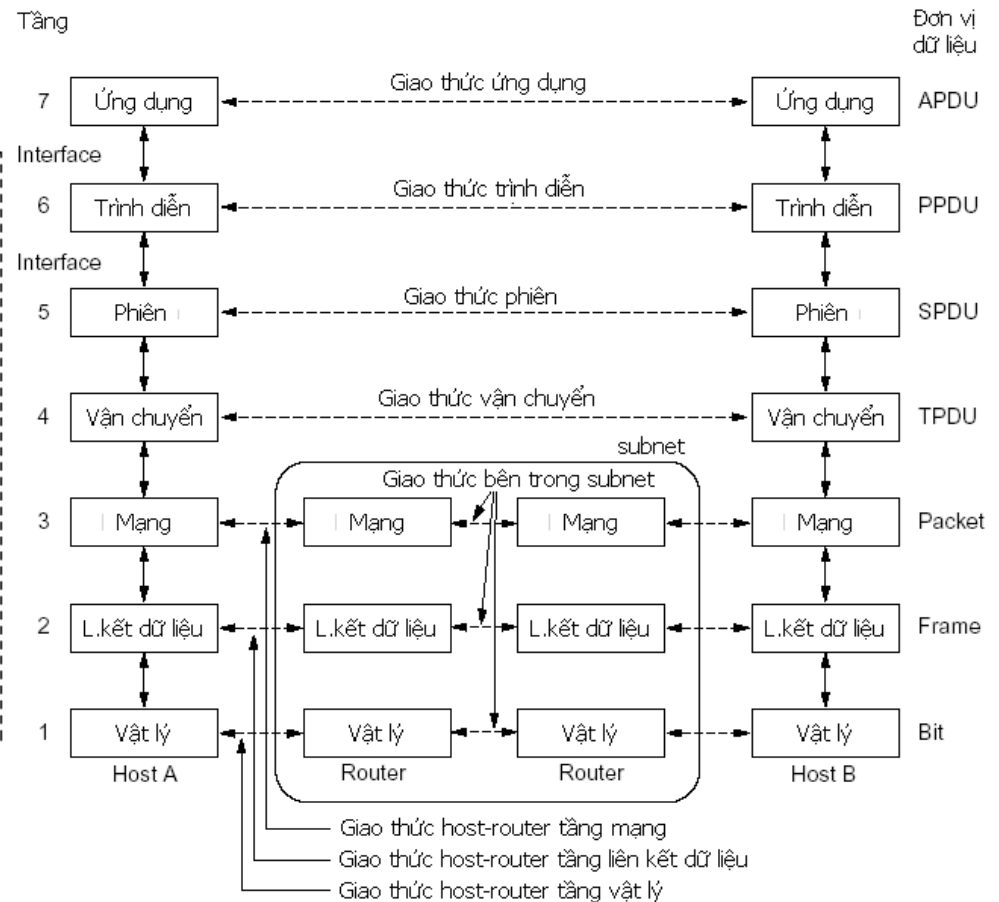 Tầng
Đơn vị
dữ liệu
7 Ứng dụng Giao thức ứng dụng Ứng dụng APDU
Interface
6 Trình diễn Giao thức trình diễn Trình diễn PPDU
Interface
5 Phiên Giao thức phiên Phiên SPDU
4 Vận chuyển Giao thức vận chuyển Vận chuyển TPDU
subnet
Giao thức bên trong subnet
3 Mạng Mạng Mạng Mạng Packet
2 L.kết dữ liệu L.kết dữ liệu L.kết dữ liệu L.kết dữ liệu Frame
1 Vật lý Vật lý Vật lý Vật lý Bit
Host A Router Router Host B
Giao thức host-router tầng mạng
Giao thức host-router tầng liên kết dữ liệu
Giao thức host-router tầng vật lý